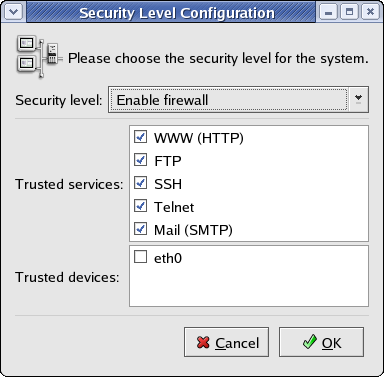 Security Level Configuration
Please choose the security level for the system.
Security level: Enable firewall
Trusted services:
WWW (HTTP)
FTP
SSH
Telnet
Mail (SMTP)
Trusted devices:
eth0
Cancel
OK